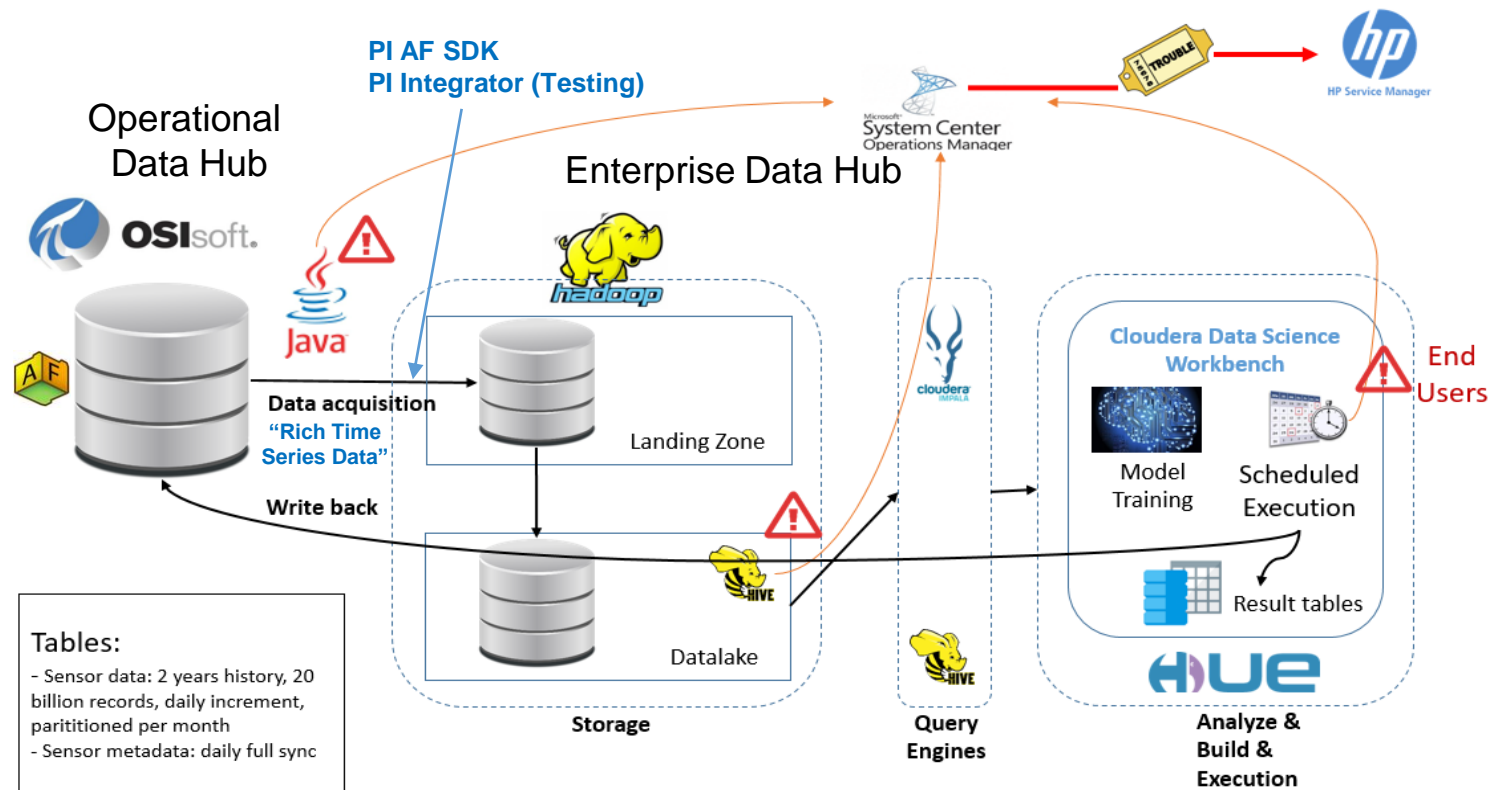 PI AF SDK
PI Integrator (Testing)
TROUBLE
hp
HP Service Manager
Microsoft®
System Center
Operations Manager
Operational
Data Hub
Enterprise Data Hub
OSIsoft.
Java
hadoop
AF
Data acquisition
“Rich Time
Series Data”
Write back
Landing Zone
HIVE
Datalake
Storage
cloudera
IMPALA
HIVE
Query
Engines
Cloudera Data Science
Workbench
End
Users
Model
Training
Scheduled
Execution
Result tables
HUE
Analyze &
Build &
Execution
Tables:
- Sensor data: 2 years history, 20
billion records, daily increment,
parititioned per month
- Sensor metadata: daily full sync